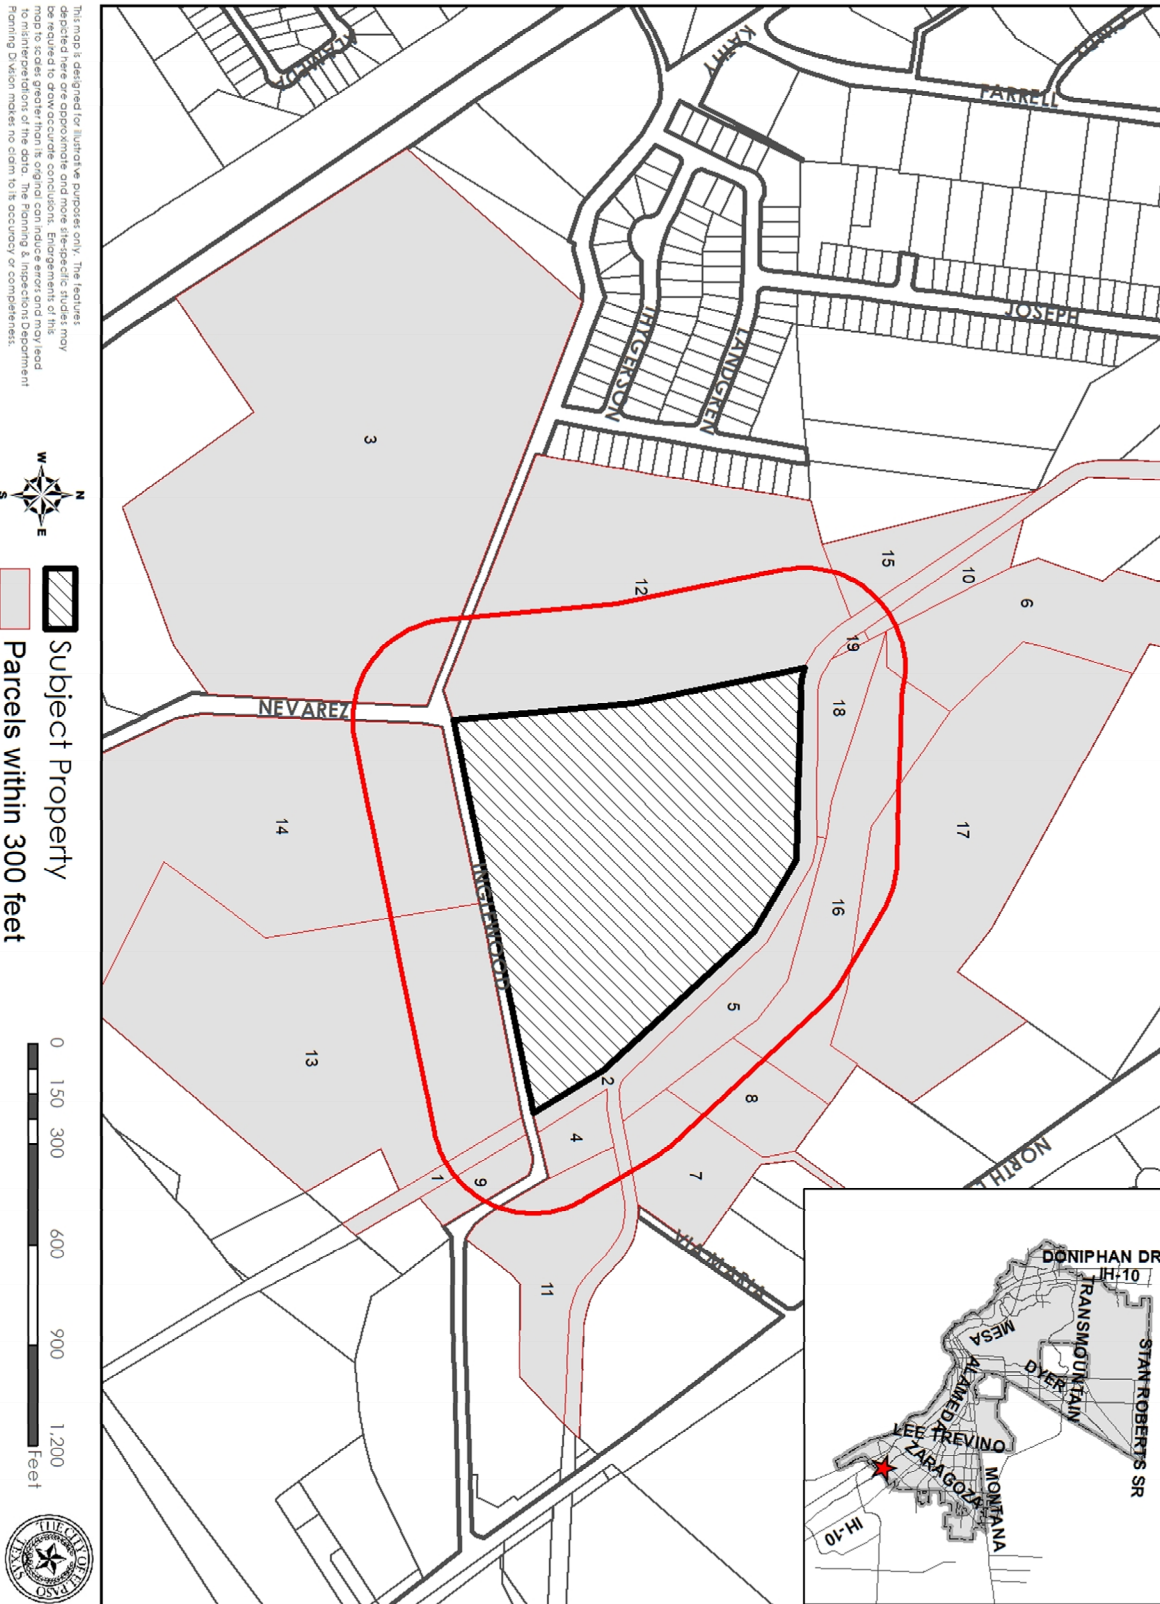 This map is designed for illustrative purposes only. The features
depicted here are approximate and more site-specific studies may
be required to draw accurate conclusions. Enlargements of this
map to scales greater than its original can induce errors and may lead
to misinterpretations of the data. The Planning & Inspections Department
Planning Division makes no claim to its accuracy or completeness.
N
W
E
S
Subject Property
Parcels within 300 feet
0 150 300 600 900 1,200
Feet
THE CITY OF EL PASO
TEXAS
ALAMEDA
KATHY
FARRELL
JOSEPH
THYGERSON
LANDGREN
NEVAREZ
INGLEWOOD
VIA MARIA
3
12
15
10
6
19
18
17
14
16
5
13
2
8
4
7
1
9
11
DONIPHAN DR
IH-10
TRANSMOUNTAIN
STAN ROBERTS SR
MESA
DYER
ALAMEDA
LEE TREVINO
ZARAGOZA
MONTANA
IH-10